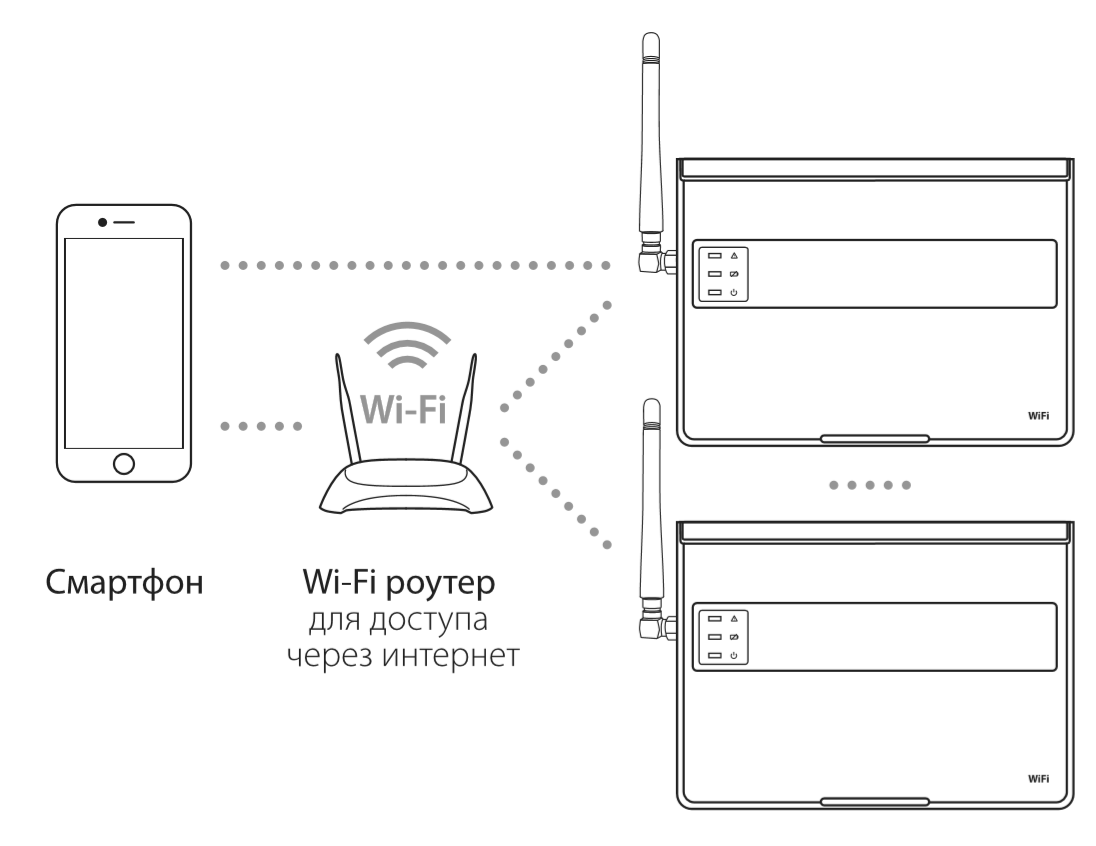 Wi-Fi
WiFi
Смартфон
Wi-Fi роутер
для доступа
через интернет
WiFi